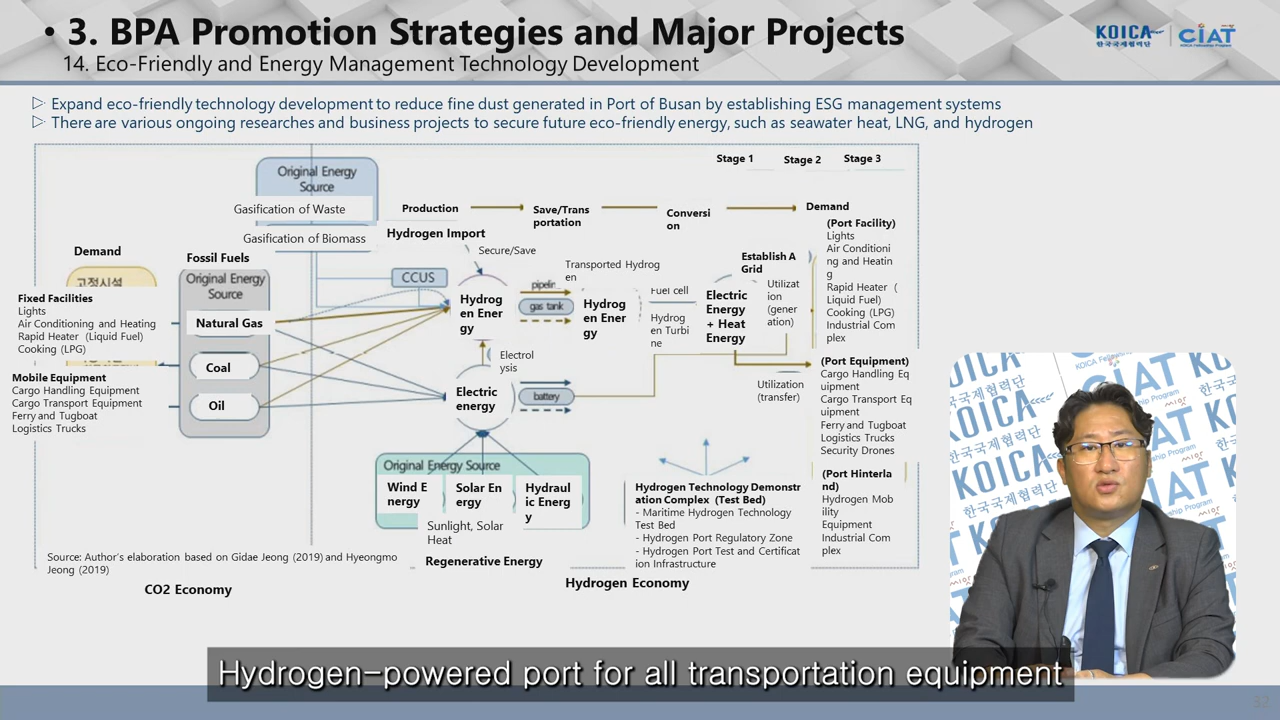 • 3. BPA Promotion Strategies and Major Projects
14. Eco-Friendly and Energy Management Technology Development
KOICA
한국국제협력단
CIAT
KOICA Fellowship Program
▷ Expand eco-friendly technology development to reduce fine dust generated in Port of Busan by establishing ESG management systems
▷ There are various ongoing researches and business projects to secure future eco-friendly energy, such as seawater heat, LNG, and hydrogen
Stage 1
Stage 2
Stage 3
Original Energy
Source
Gasification of Waste
Gasification of Biomass
Production
Save/Trans
portation
Conversi
on
Demand
Hydrogen Import
Secure/Save
Demand
고정시설
Fixed Facilities
Lights
Air Conditioning and Heating
Rapid Heater (Liquid Fuel)
Cooking (LPG)
Mobile Equipment
Cargo Handling Equipment
Cargo Transport Equipment
Ferry and Tugboat
Logistics Trucks
Fossil Fuels
Original Energy
Source
Natural Gas
Coal
Oil
CCUS
Hydrog
en Ener
gy
Transported Hydrog
en
pipelin
gas tank
Hydrog
en Ener
gy
Fuel cell
Hydrog
en Turbi
ne
Electric
Energy
+ Heat
Energy
Establish A
Grid
Utilizat
ion
(gener
ation)
Electrol
ysis
Electric
energy
battery
Utilization
(transfer)
(Port Facility)
Lights
Air Conditioni
ng and Heatin
g
Rapid Heater (
Liquid Fuel)
Cooking (LPG)
Industrial Com
plex
(Port Equipment)
Cargo Handling Eq
uipment
Cargo Transport Eq
uipment
Ferry and Tugboat
Logistics Trucks
Security Drones
(Port Hinterla
nd)
Hydrogen Mob
ility
Equipment
Industrial Com
plex
Original Energy Source
Wind E
nergy
Solar En
ergy
Hydraul
ic Energ
y
Sunlight, Solar
Heat
Regenerative Energy
Hydrogen Technology Demonstr
ation Complex (Test Bed)
- Maritime Hydrogen Technology
Test Bed
- Hydrogen Port Regulatory Zone
- Hydrogen Port Test and Certificat
ion Infrastructure
Source: Author's elaboration based on Gidae Jeong (2019) and Hyeongmo
Jeong (2019)
CO2 Economy
Hydrogen Economy
Hydrogen-powered port for all transportation equipment
32